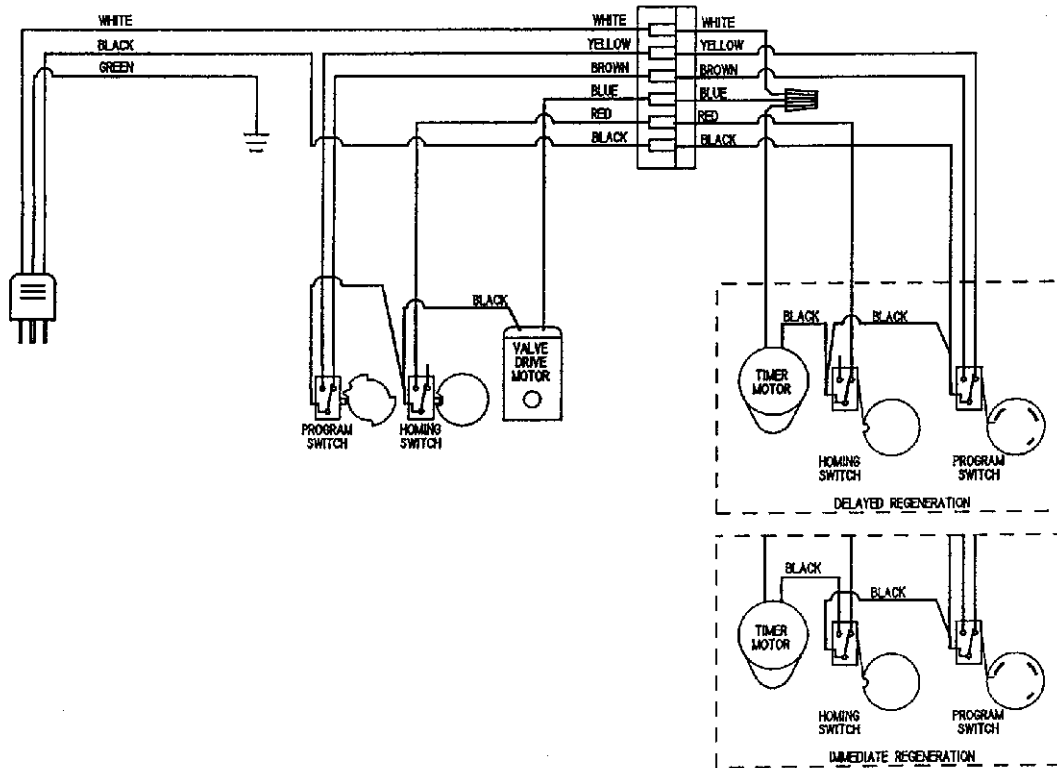 WHITE WHITE WHITE
BLACK YELLOW YELLOW
GREEN BROWN BROWN
BLUE BLUE
RED RED
BLACK BLACK
BLACK
VALVE
DRIVE
MOTOR
PROGRAM
SWITCH
HOMING
SWITCH
BLACK BLACK
TIMER
MOTOR
HOMING
SWITCH
PROGRAM
SWITCH
DELAYED REGENERATION
BLACK
BLACK
TIMER
MOTOR
HOMING
SWITCH
PROGRAM
SWITCH
IMMEDIATE REGENERATION